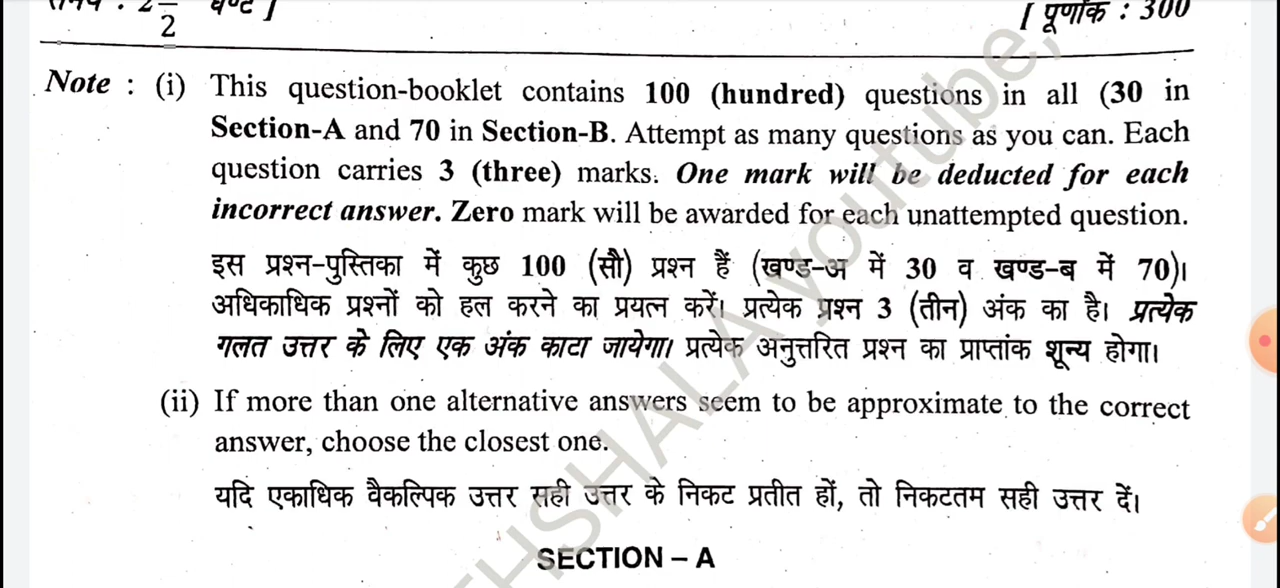 2
2
[ पूर्णांक : 300
Note : (i) This question-booklet contains 100 (hundred) questions in all (30 in
Section-A and 70 in Section-B. Attempt as many questions as you can. Each
question carries 3 (three) marks. One mark will be deducted for each
incorrect answer. Zero mark will be awarded for each unattempted question.
इस प्रश्न-पुस्तिका में कुछ 100 (सौ) प्रश्न हैं (खण्ड-अ में 30 व खण्ड-ब में 70)।
अधिकाधिक प्रश्नों को हल करने का प्रयत्न करें। प्रत्येक प्रश्न 3 (तीन) अंक का है। प्रत्येक
गलत उत्तर के लिए एक अंक काटा जायेगा। प्रत्येक अनुत्तरित प्रश्न का प्राप्तांक शून्य होगा।
(ii) If more than one alternative answers seem to be approximate to the correct
answer, choose the closest one.
यदि एकाधिक वैकल्पिक उत्तर सही उत्तर के निकट प्रतीत हों, तो निकटतम सही उत्तर दें।
SECTION – A
THSHALA youtube,